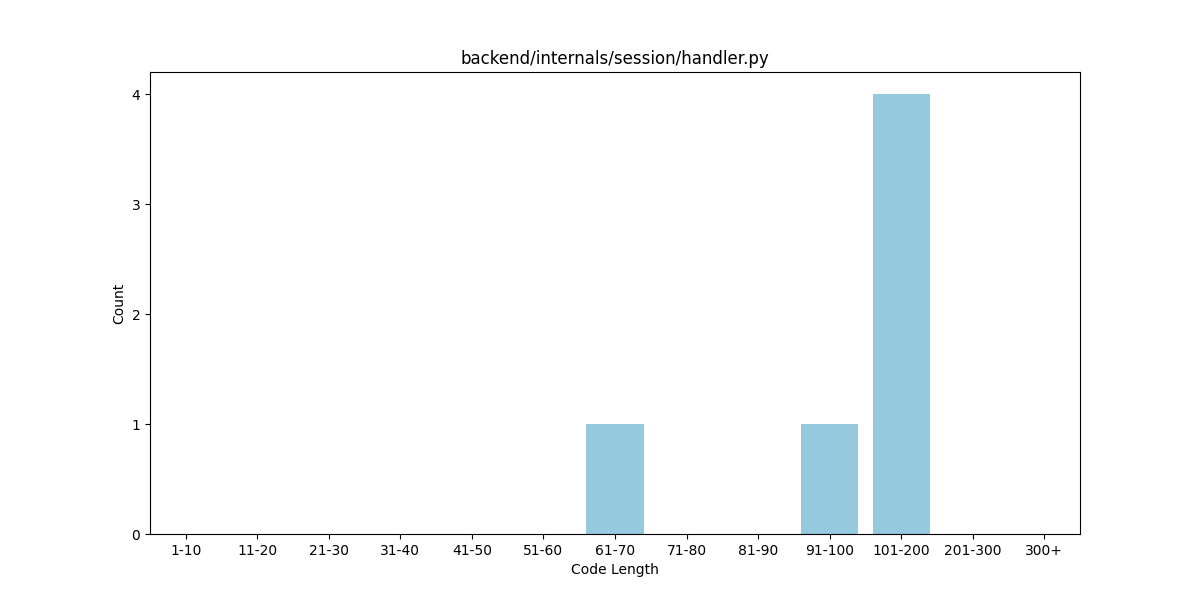 backend/internals/session/handler.py
4
3
2
1
0
Count
1-10 11-20 21-30 31-40 41-50 51-60 61-70 71-80 81-90 91-100 101-200 201-300 300+
Code Length